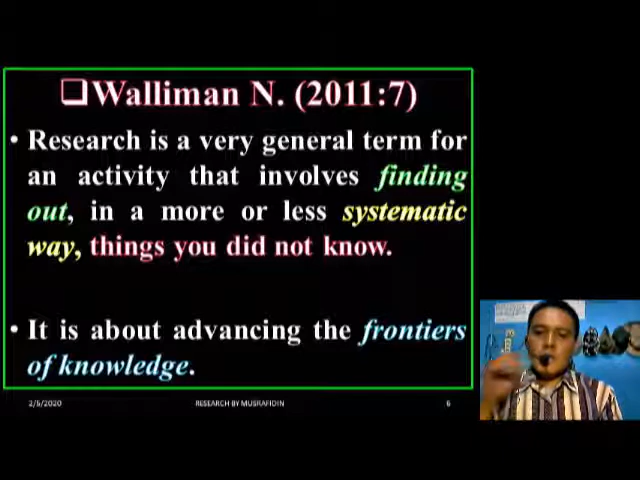 ❑Walliman N. (2011:7)
• Research is a very general term for
an activity that involves finding
out, in a more or less systematic
way, things you did not know.
• It is about advancing the frontiers
of knowledge.
2/5/2020 RESEARCH BY MUSRAFIDIN 6